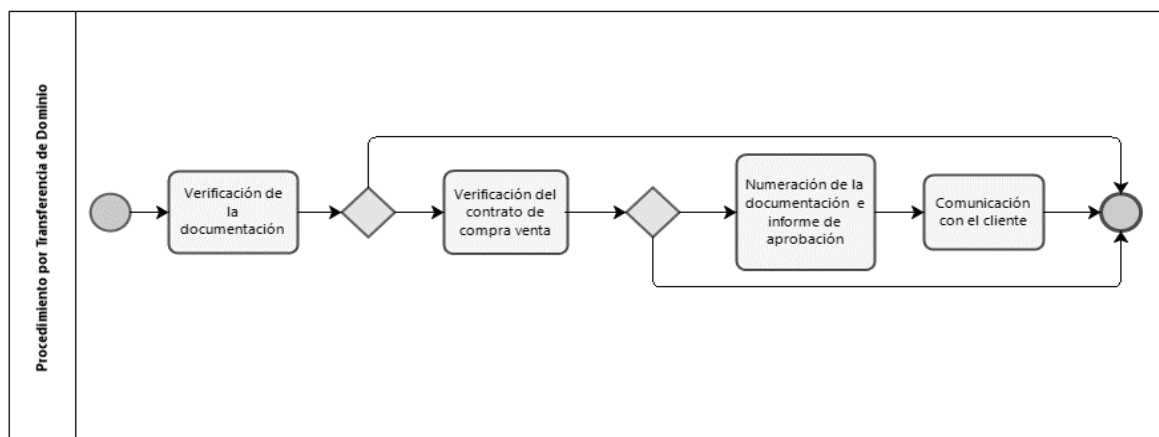 Procedimiento por Transferencia de Dominio
Verificación de
la
documentación
Verificación del
contrato de
compra venta
Numeración de la
documentación e
informe de
aprobación
Comunicación
con el cliente